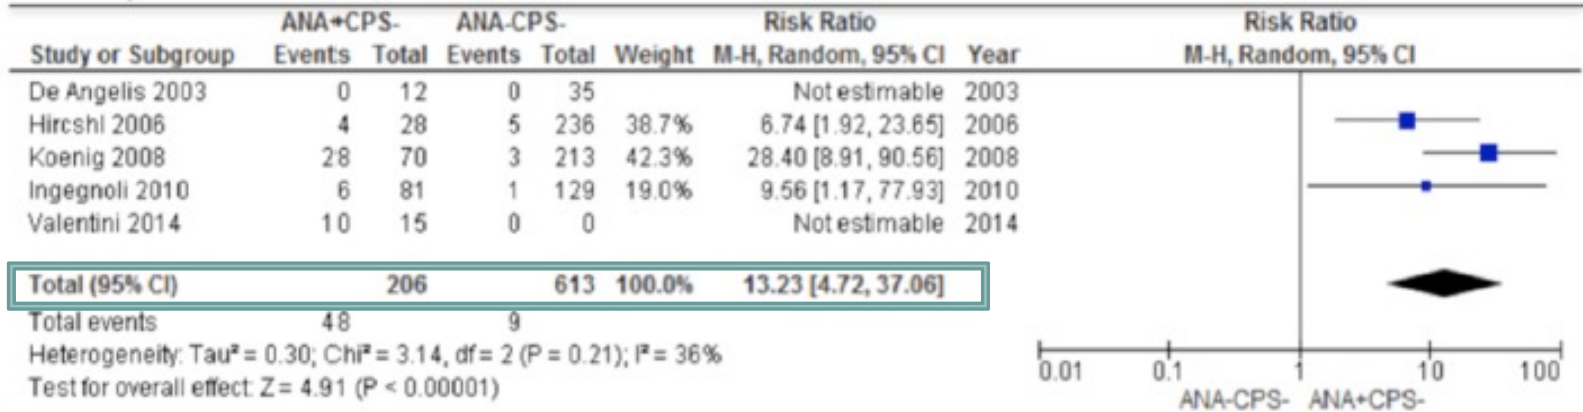 ANA+CPS- ANA-CPS- Risk Ratio Risk Ratio
Study or Subgroup Events Total Events Total Weight M-H, Random, 95% CI Year M-H, Random, 95% CI
De Angelis 2003 0 12 0 35 Not estimable 2003
Hircshl 2006 4 28 5 236 38.7% 6.74 [1.92, 23.65] 2006
Koenig 2008 28 70 3 213 42.3% 28.40 [8.91, 90.56] 2008
Ingegnoli 2010 6 81 1 129 19.0% 9.56 [1.17, 77.93] 2010
Valentini 2014 10 15 0 0 Not estimable 2014
Total (95% CI) 206 613 100.0% 13.23 [4.72, 37.06]
Total events 48 9
Heterogeneity: Tau² = 0.30; Chi² = 3.14, df = 2 (P = 0.21); I² = 36%
Test for overall effect: Z = 4.91 (P < 0.00001)
0.01 0.1 1 10 100
ANA-CPS- ANA+CPS-